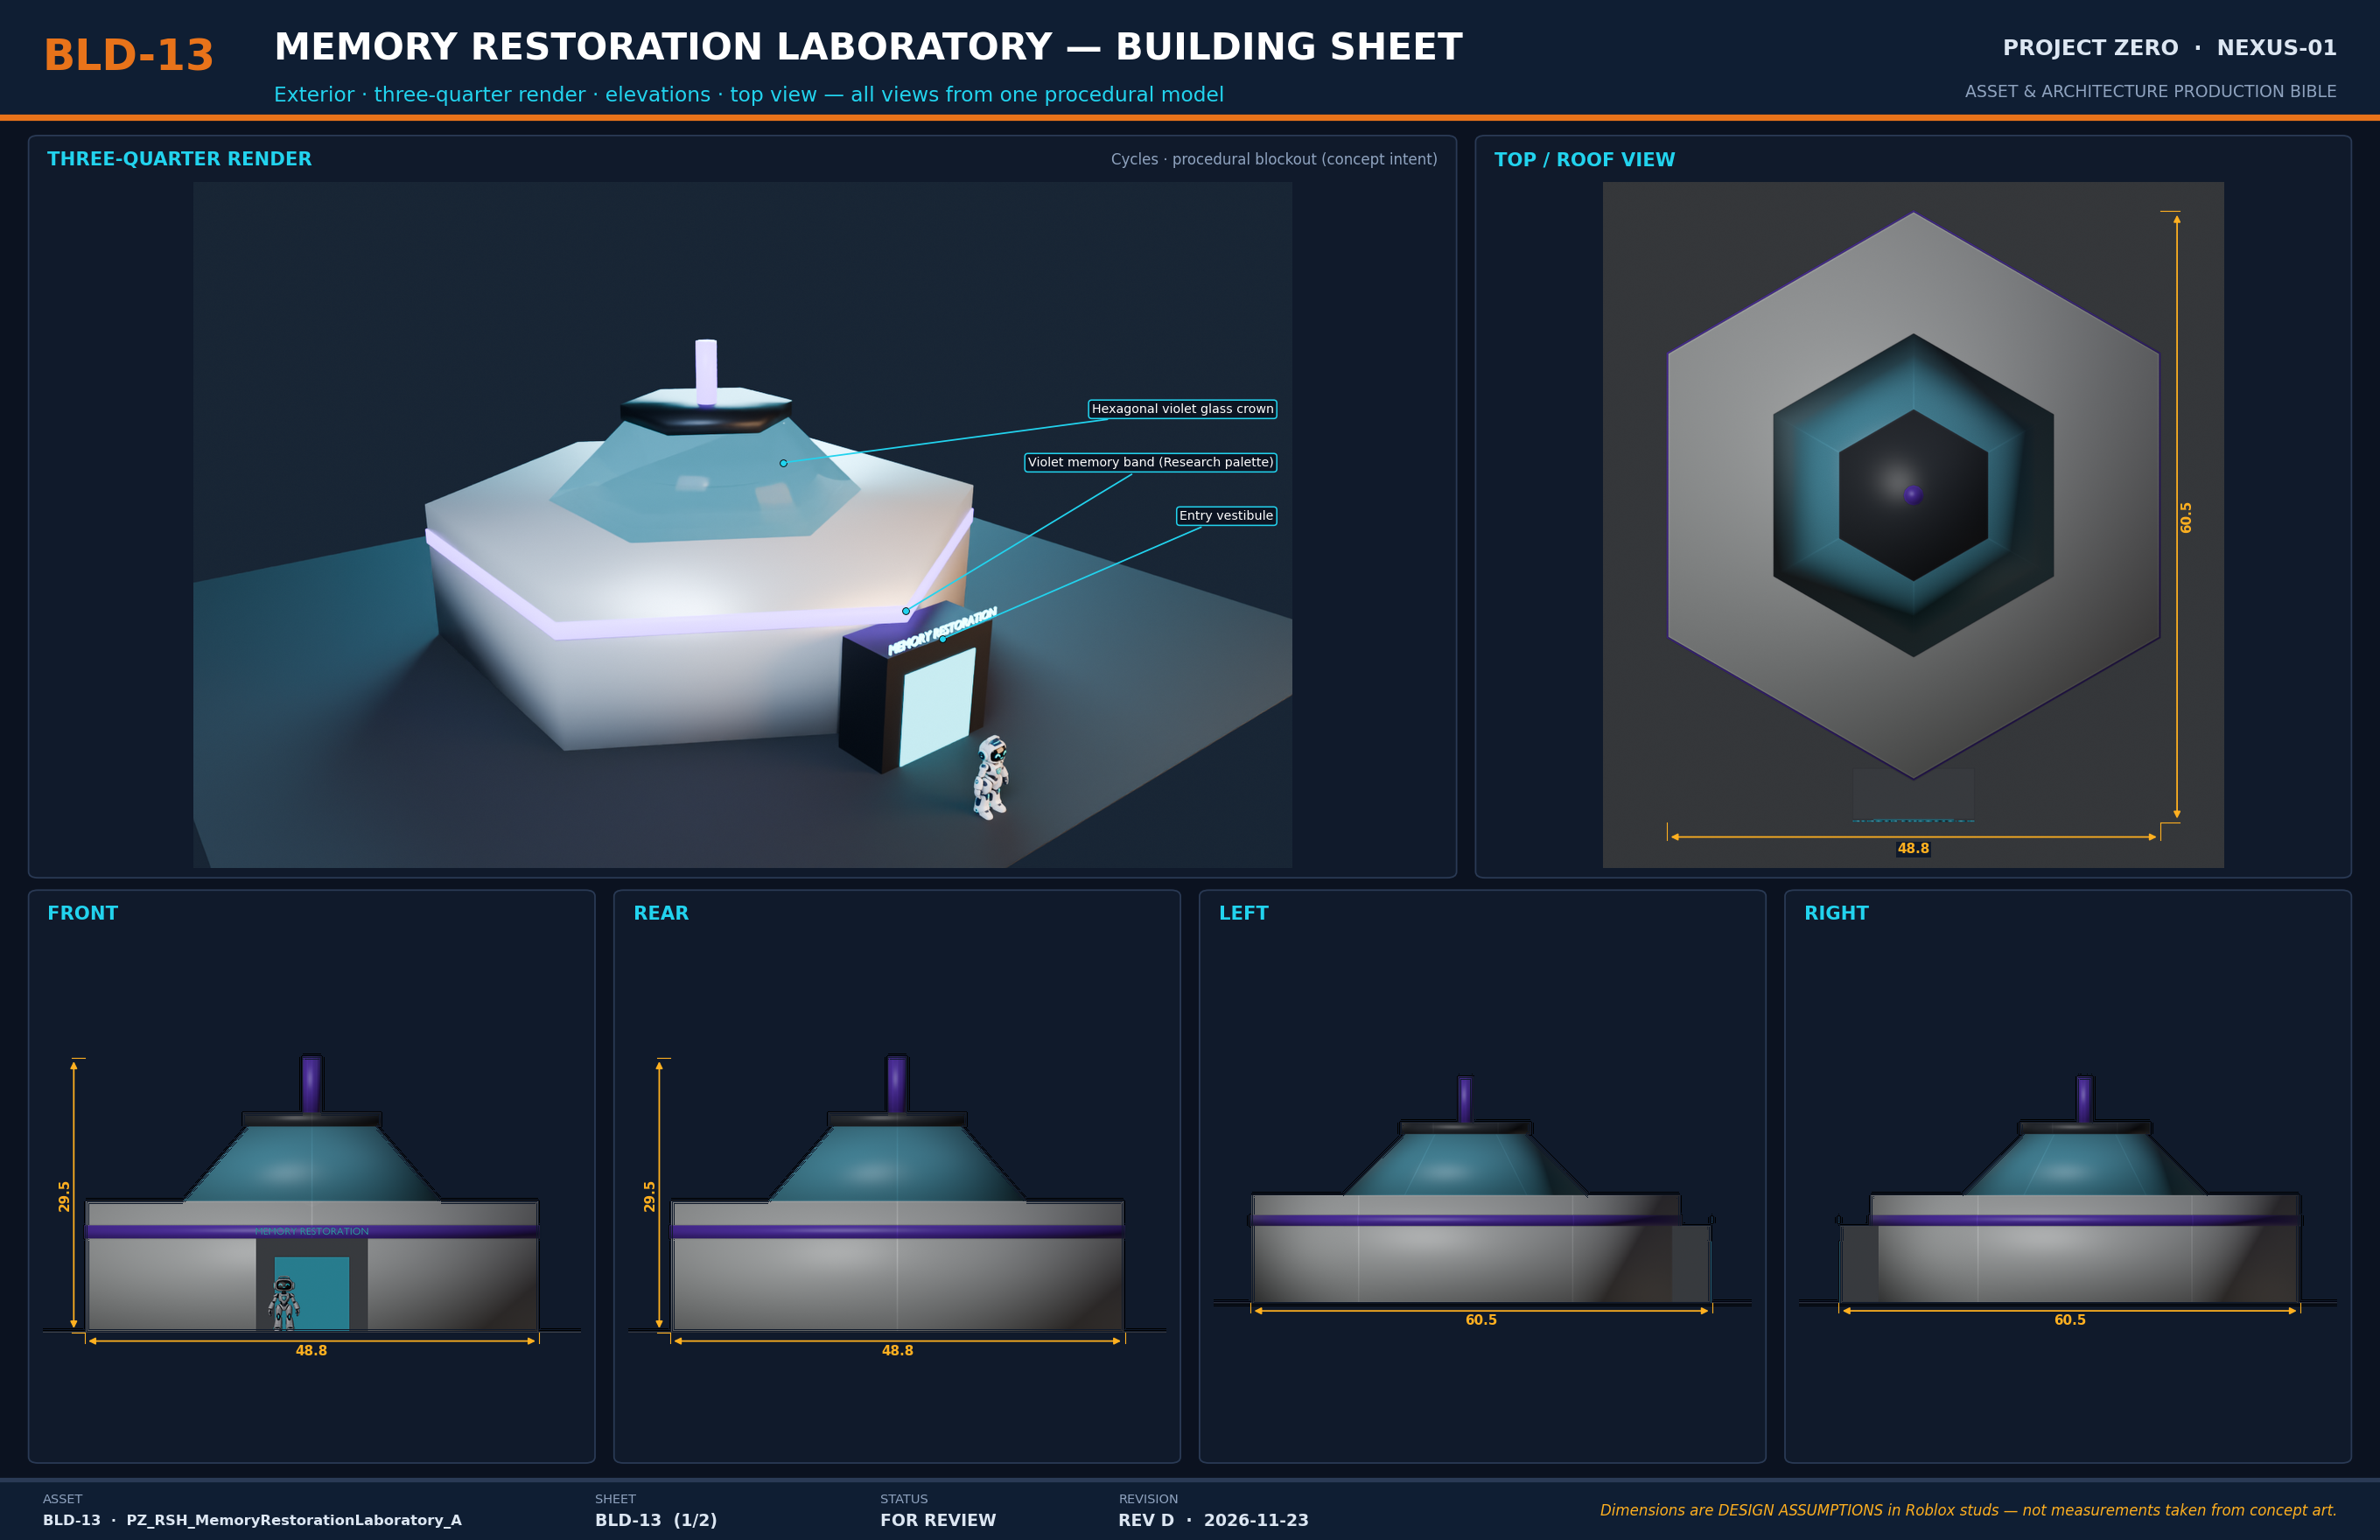 BLD-13
MEMORY RESTORATION LABORATORY — BUILDING SHEET
Exterior · three-quarter render · elevations · top view — all views from one procedural model
PROJECT ZERO · NEXUS-01
ASSET & ARCHITECTURE PRODUCTION BIBLE
THREE-QUARTER RENDER
Cycles · procedural blockout (concept intent)
Hexagonal violet glass crown
Violet memory band (Research palette)
Entry vestibule
MEMORY RESTORATION
TOP / ROOF VIEW
60.5
48.8
FRONT
29.5
MEMORY RESTORATION
48.8
REAR
29.5
48.8
LEFT
60.5
RIGHT
60.5
ASSET
BLD-13 · PZ_RSH_MemoryRestorationLaboratory_A
SHEET
BLD-13 (1/2)
STATUS
FOR REVIEW
REVISION
REV D · 2026-11-23
Dimensions are DESIGN ASSUMPTIONS in Roblox studs — not measurements taken from concept art.